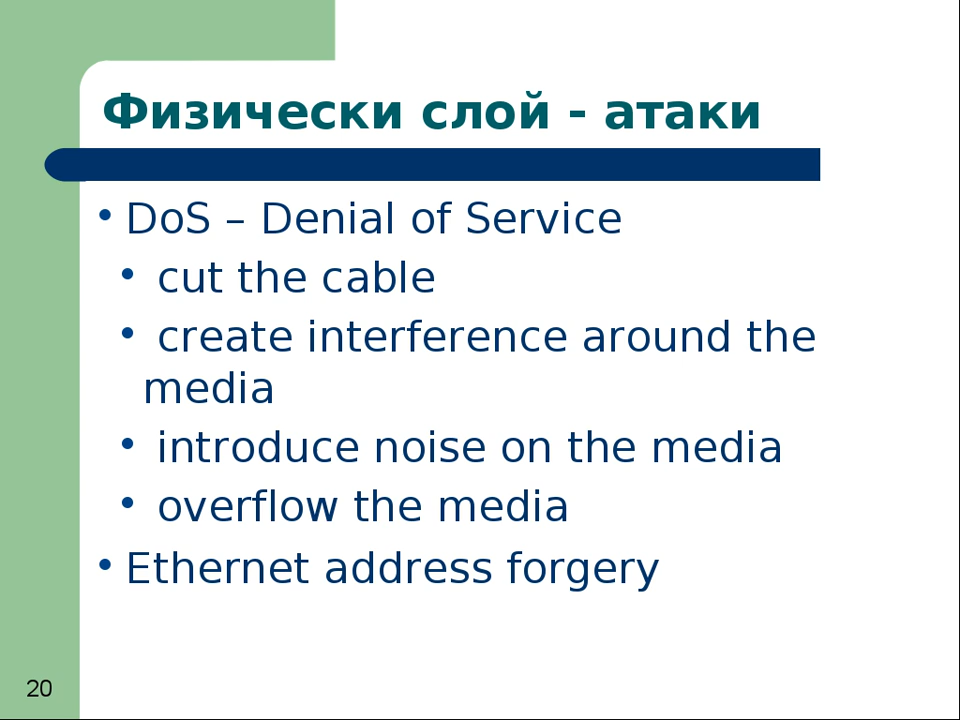 Физически слой - атаки
• DoS – Denial of Service
• cut the cable
• create interference around the
media
• introduce noise on the media
• overflow the media
• Ethernet address forgery
20